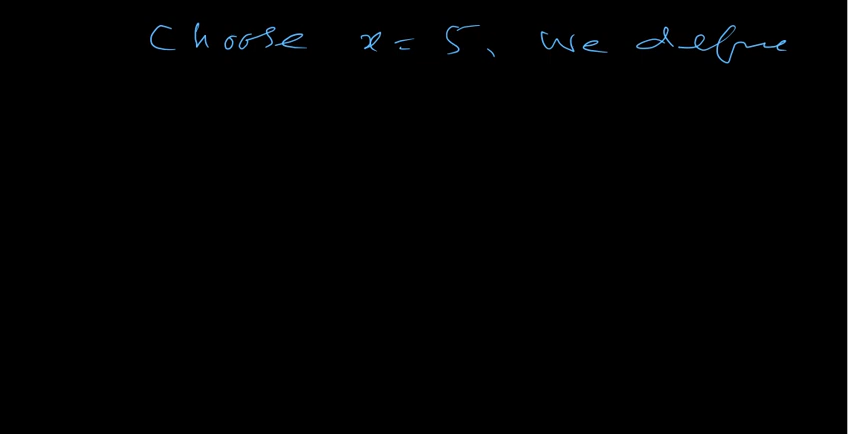 Choose x = 5, we define